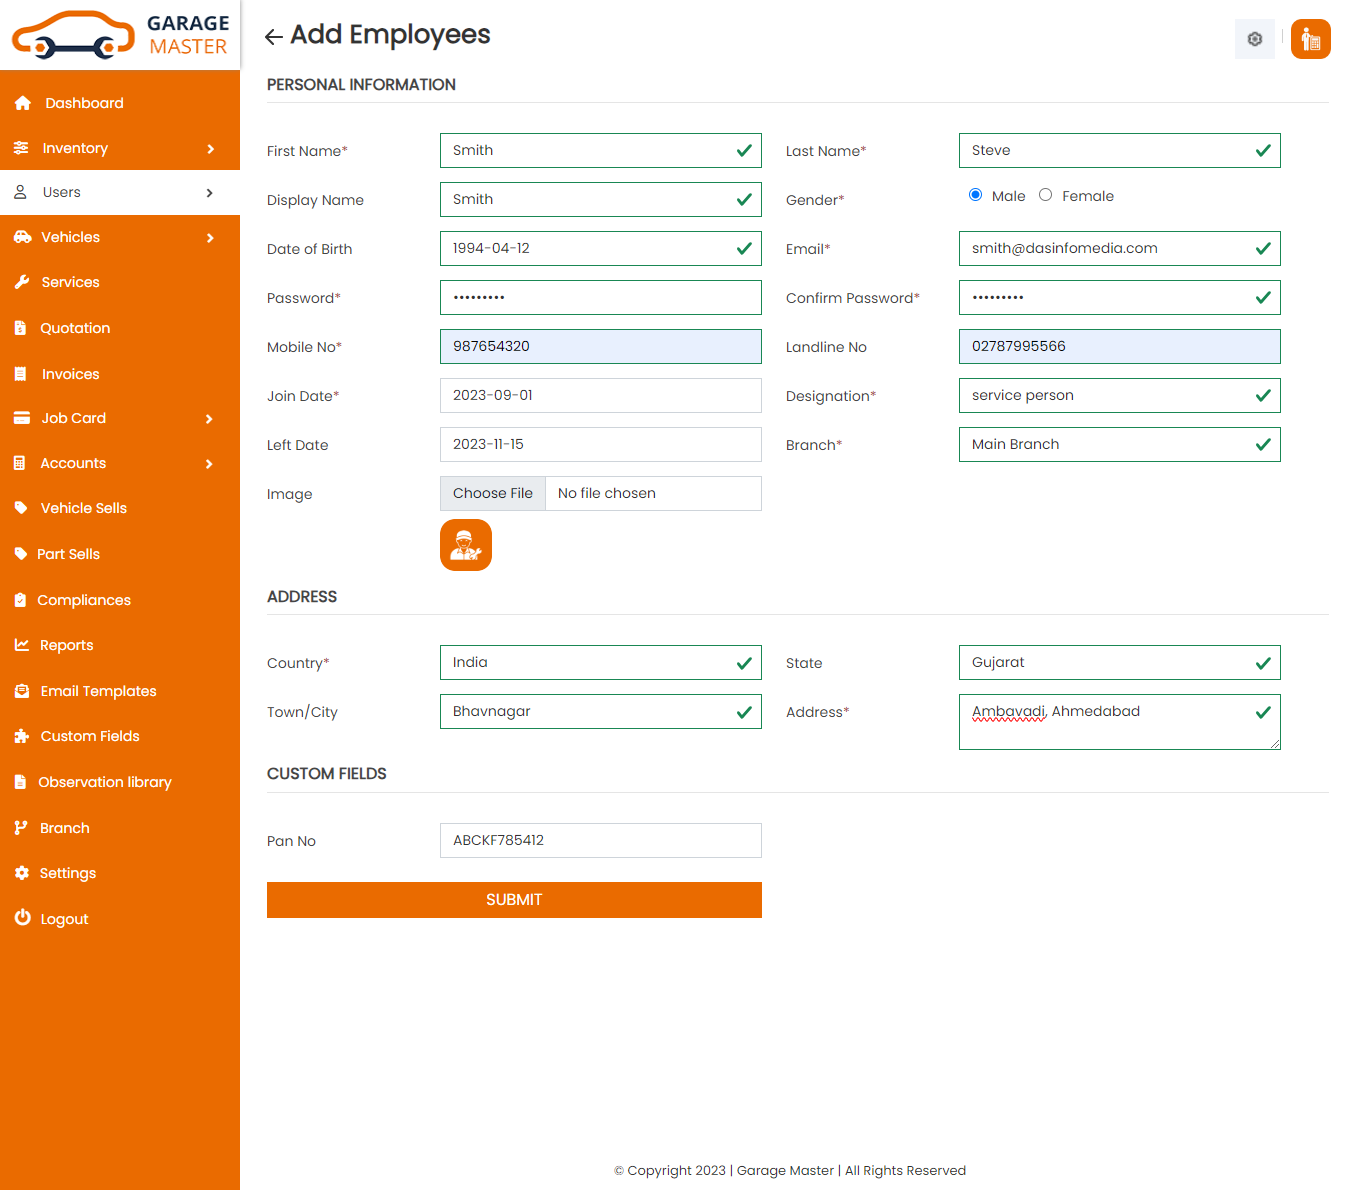 GARAGE
MASTER
Dashboard
Inventory
Users
Vehicles
Services
Quotation
Invoices
Job Card
Accounts
Vehicle Sells
Part Sells
Compliances
Reports
Email Templates
Custom Fields
Observation library
Branch
Settings
Logout
Add Employees
PERSONAL INFORMATION
First Name* Smith Last Name* Steve
Display Name Smith Gender* Male Female
Date of Birth 1994-04-12 Email* smith@dasinfomedia.com
Password* ••••••••• Confirm Password* •••••••••
Mobile No* 987654320 Landline No 02787995566
Join Date* 2023-09-01 Designation* service person
Left Date 2023-11-15 Branch* Main Branch
Image Choose File No file chosen
ADDRESS
Country* India State Gujarat
Town/City Bhavnagar Address* Ambavadi, Ahmedabad
CUSTOM FIELDS
Pan No ABCKF785412
SUBMIT
© Copyright 2023 | Garage Master | All Rights Reserved